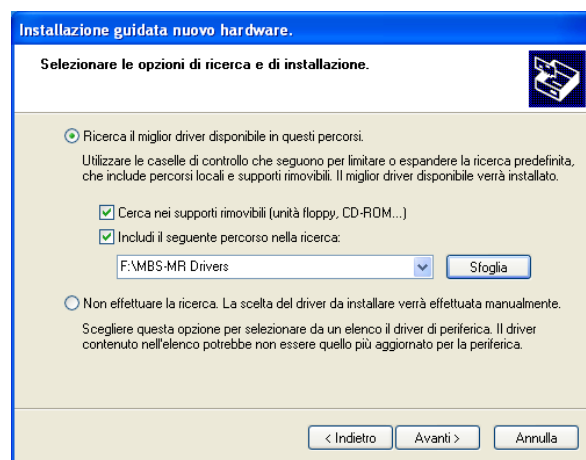 Installazione guidata nuovo hardware.
Selezionare le opzioni di ricerca e di installazione.
Ricerca il miglior driver disponibile in questi percorsi.
Utilizzare le caselle di controllo che seguono per limitare o espandere la ricerca predefinita,
che include percorsi locali e supporti rimovibili. Il miglior driver disponibile verrà installato.
Cerca nei supporti rimovibili (unità floppy, CD-ROM...)
Includi il seguente percorso nella ricerca:
F:\MBS-MR Drivers
Sfoglia
Non effettuare la ricerca. La scelta del driver da installare verrà effettuata manualmente.
Scegliere questa opzione per selezionare da un elenco il driver di periferica. Il driver
contenuto nell'elenco potrebbe non essere quello più aggiornato per la periferica.
< Indietro Avanti > Annulla